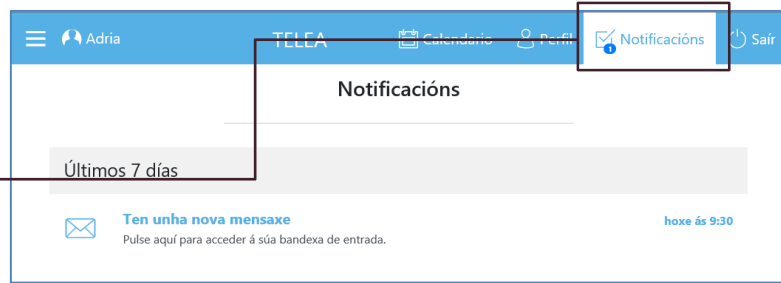 Adria TELEA Calendario Perfil Notificacións 1 Saír
Notificacións
Últimos 7 días
Ten unha nova mensaxe hoxe ás 9:30
Pulse aquí para acceder á súa bandexa de entrada.